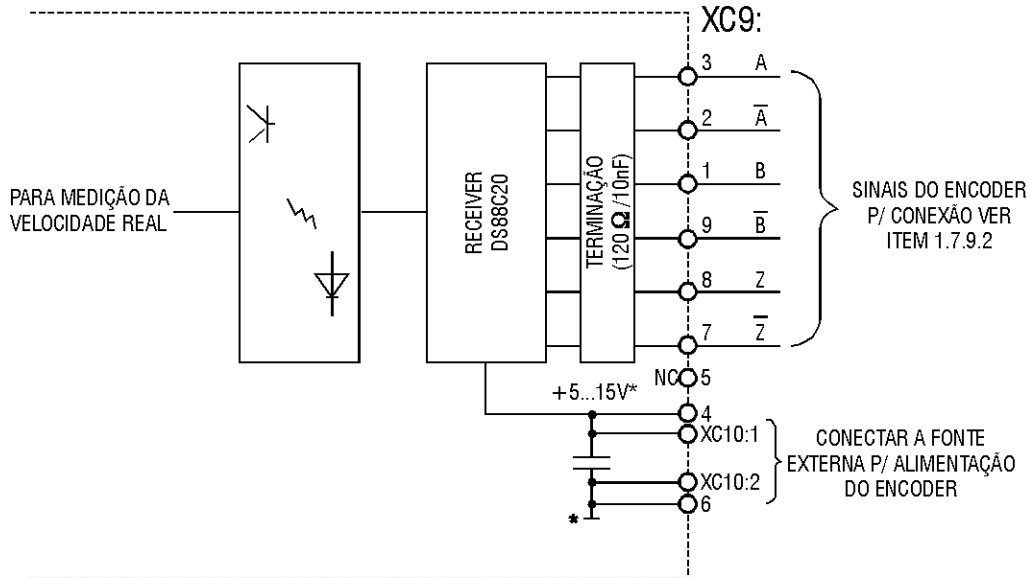 XC9:
3 A
2 A̅
1 B
9 B̅
8 Z
7 Z̅
NC 5
+5...15V*
4
XC10:1
XC10:2
6
*
PARA MEDIÇÃO DA
VELOCIDADE REAL
RECEIVER
DS88C20
TERMINAÇÃO
(120 Ω /10nF)
SINAIS DO ENCODER
P/ CONEXÃO VER
ITEM 1.7.9.2
CONECTAR A FONTE
EXTERNA P/ ALIMENTAÇÃO
DO ENCODER